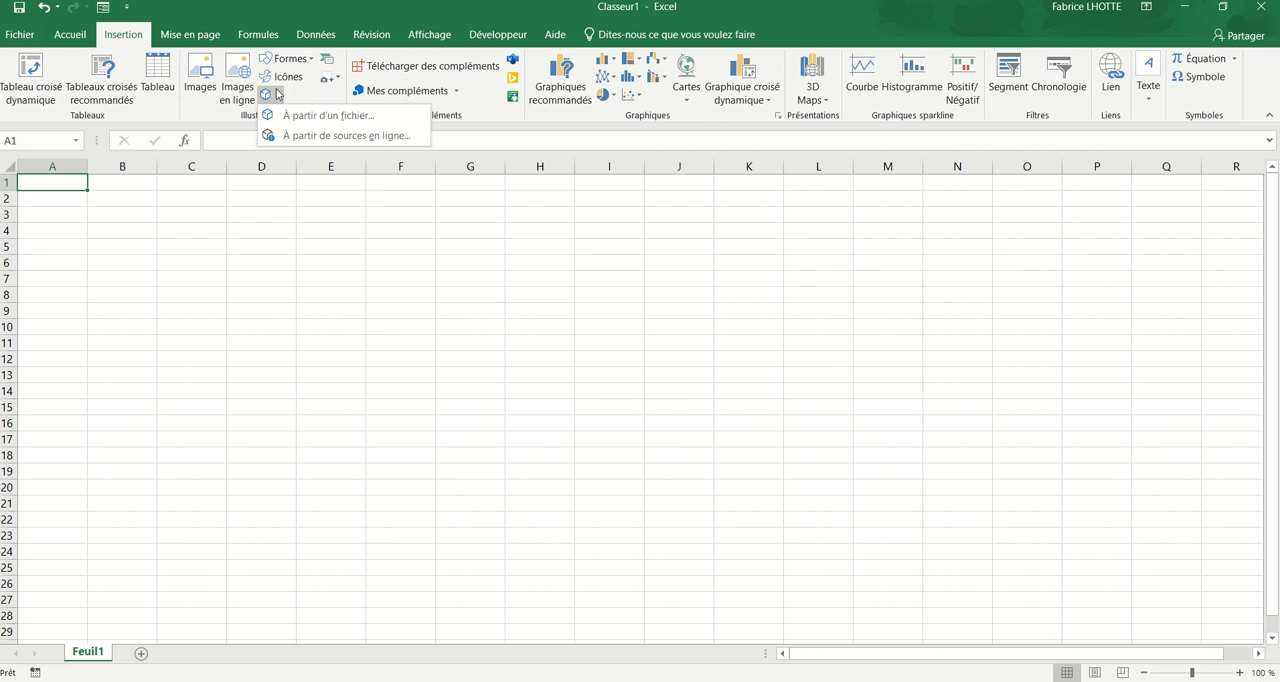 Classeur1 - Excel
Fabrice LHOTTE
Fichier Accueil Insertion Mise en page Formules Données Révision Affichage Développeur Aide Dites-nous ce que vous voulez faire Partager
Tableau croisé dynamique
Tableaux croisés recommandés
Tableau
Tableaux
Images
Images en ligne
Formes
Icônes
Télécharger des compléments
Mes compléments
Graphiques recommandés
Cartes
Graphique croisé dynamique
Graphiques
3D Maps
Présentations
Courbe
Histogramme
Positif/ Négatif
Graphiques sparkline
Segment
Chronologie
Filtres
Lien
Liens
Texte
Équation
Symbole
Symboles
À partir d'un fichier...
À partir de sources en ligne...
A1
fx
A B C D E F G H I J K L M N O P Q R
1
2
3
4
5
6
7
8
9
10
11
12
13
14
15
16
17
18
19
20
21
22
23
24
25
26
27
28
29
Feuil1
Prêt
100 %